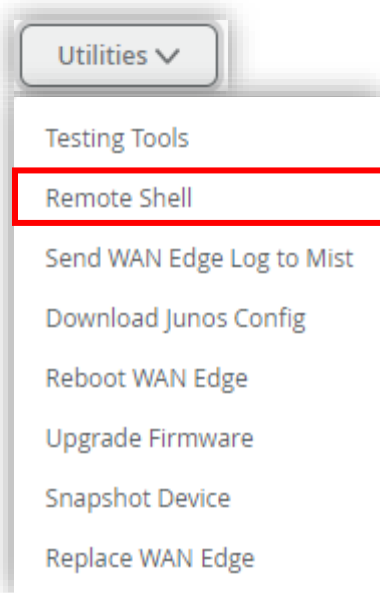 Utilities
Testing Tools
Remote Shell
Send WAN Edge Log to Mist
Download Junos Config
Reboot WAN Edge
Upgrade Firmware
Snapshot Device
Replace WAN Edge